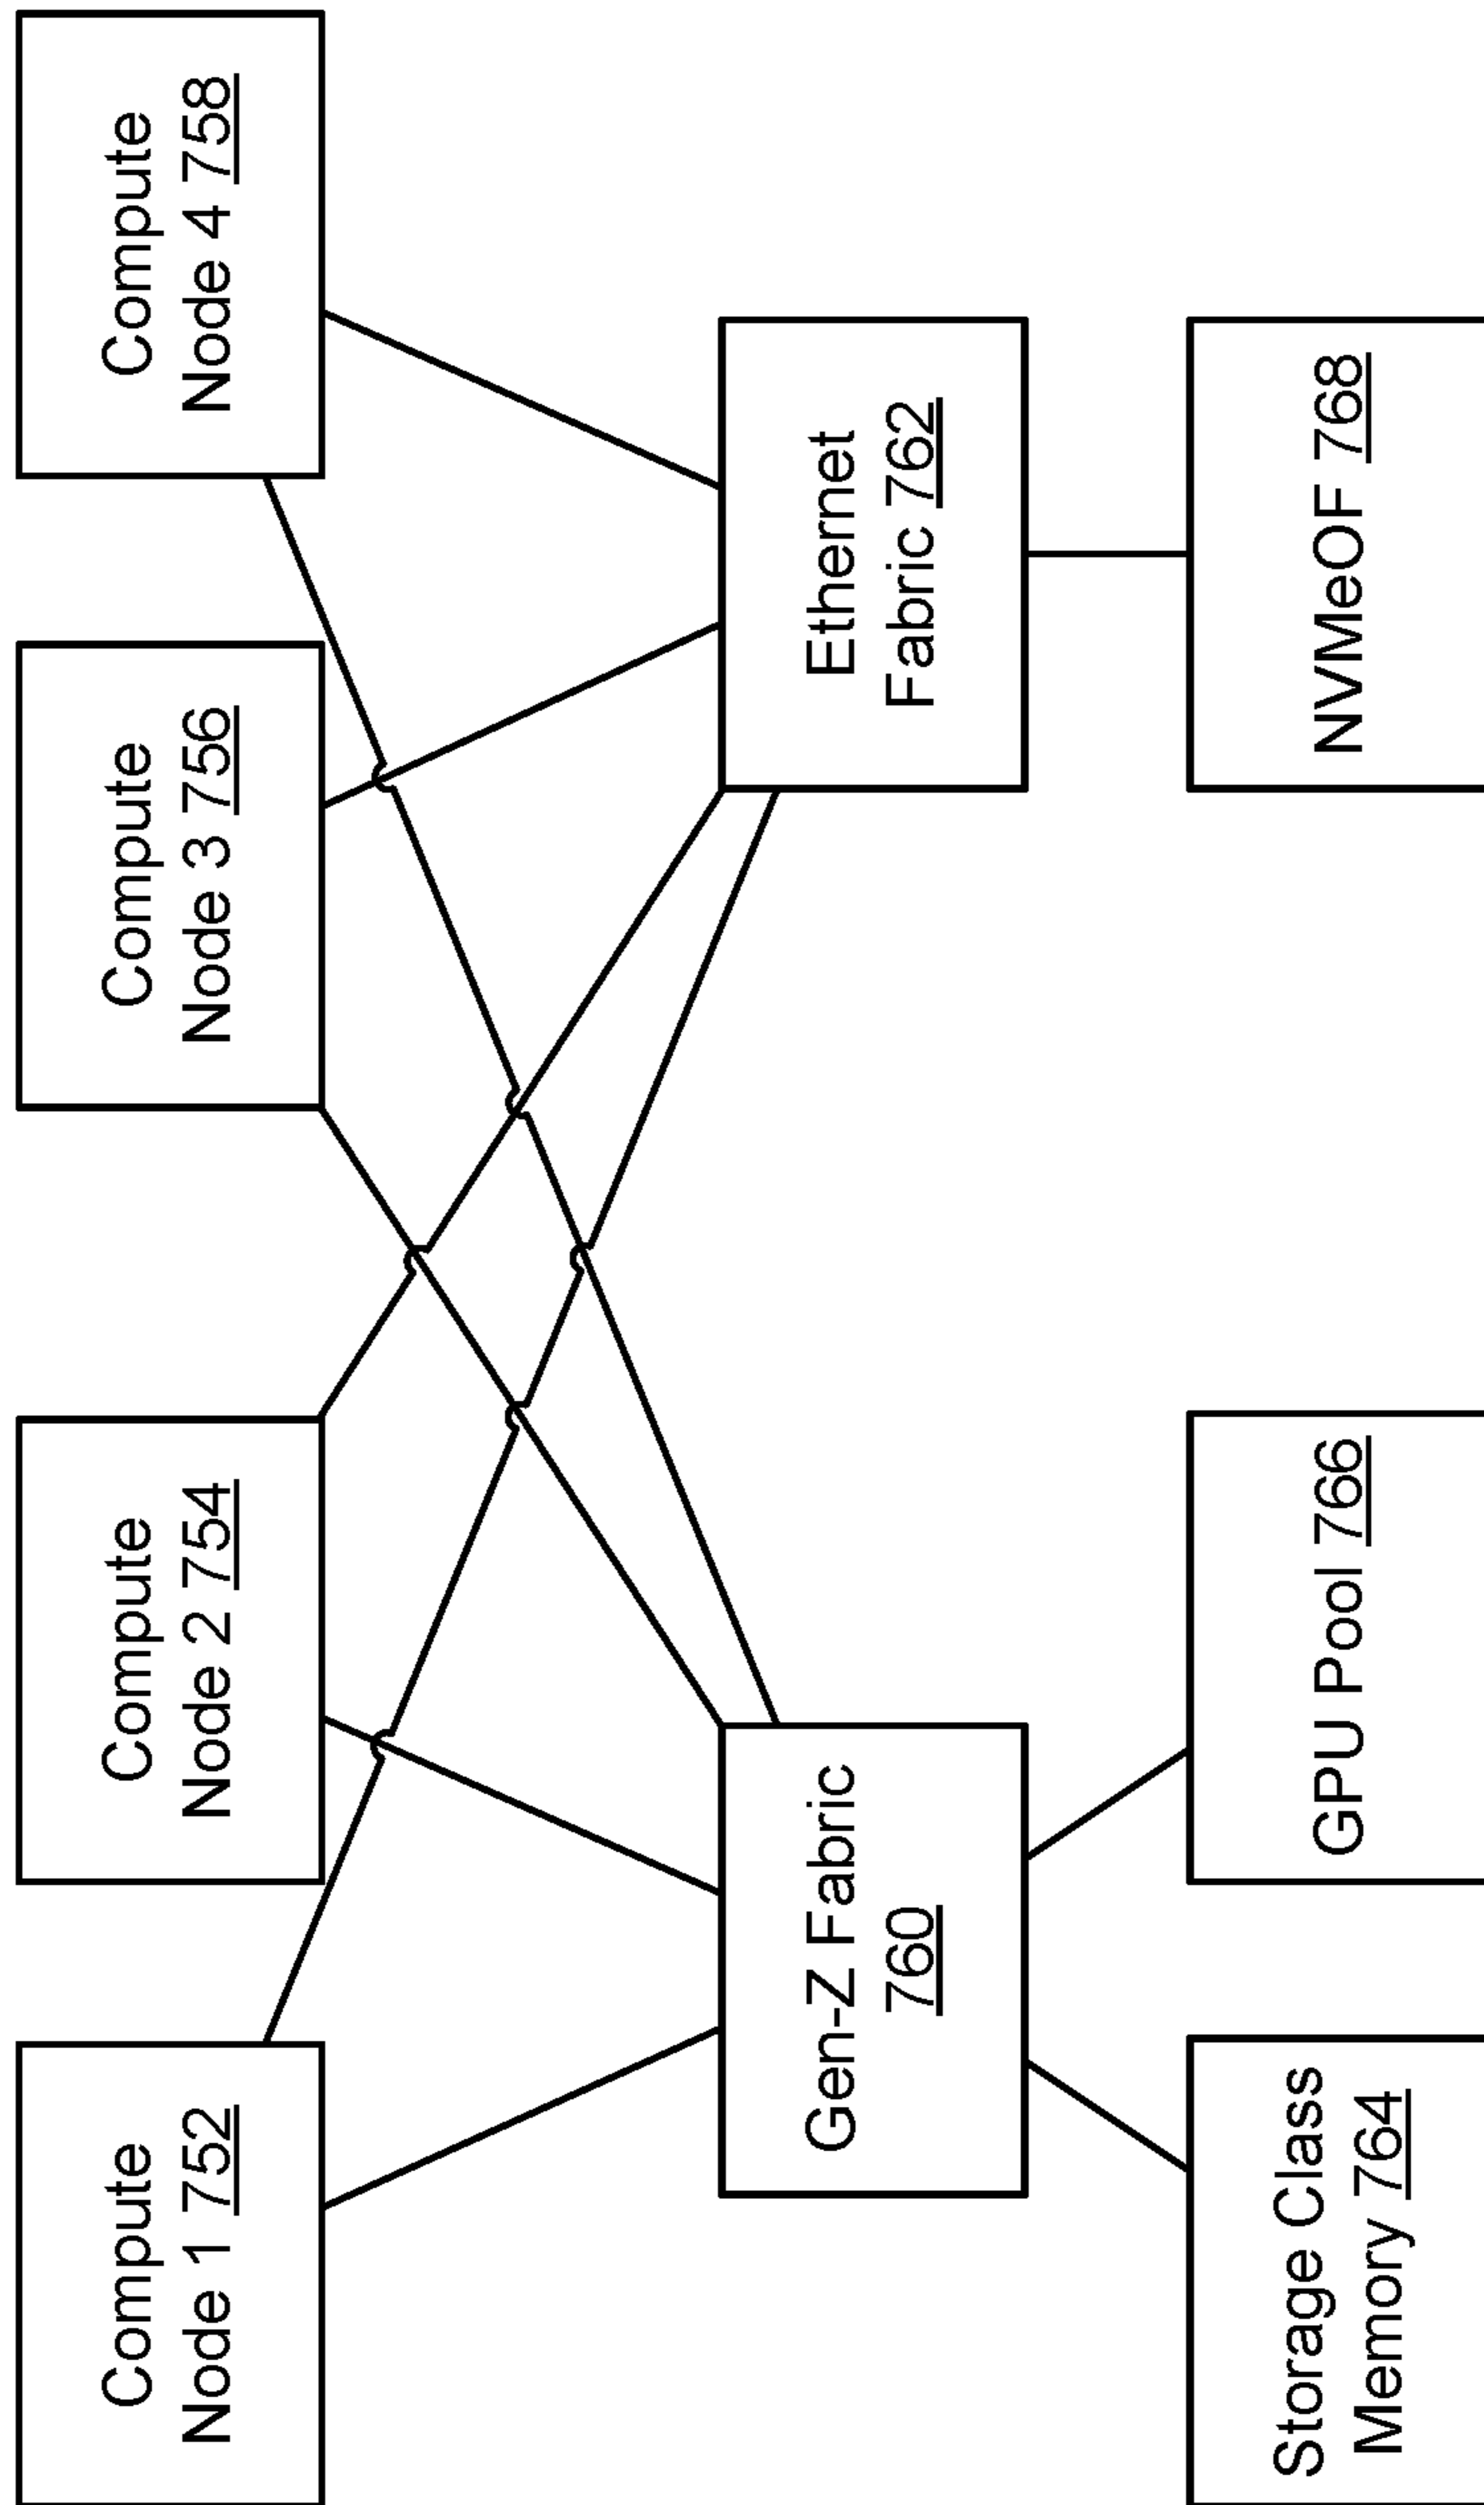 Compute
Node 1 752
Compute
Node 2 754
Compute
Node 3 756
Compute
Node 4 758
Gen-Z Fabric
760
Ethernet
Fabric 762
Storage Class
Memory 764
GPU Pool 766
NVMeOF 768